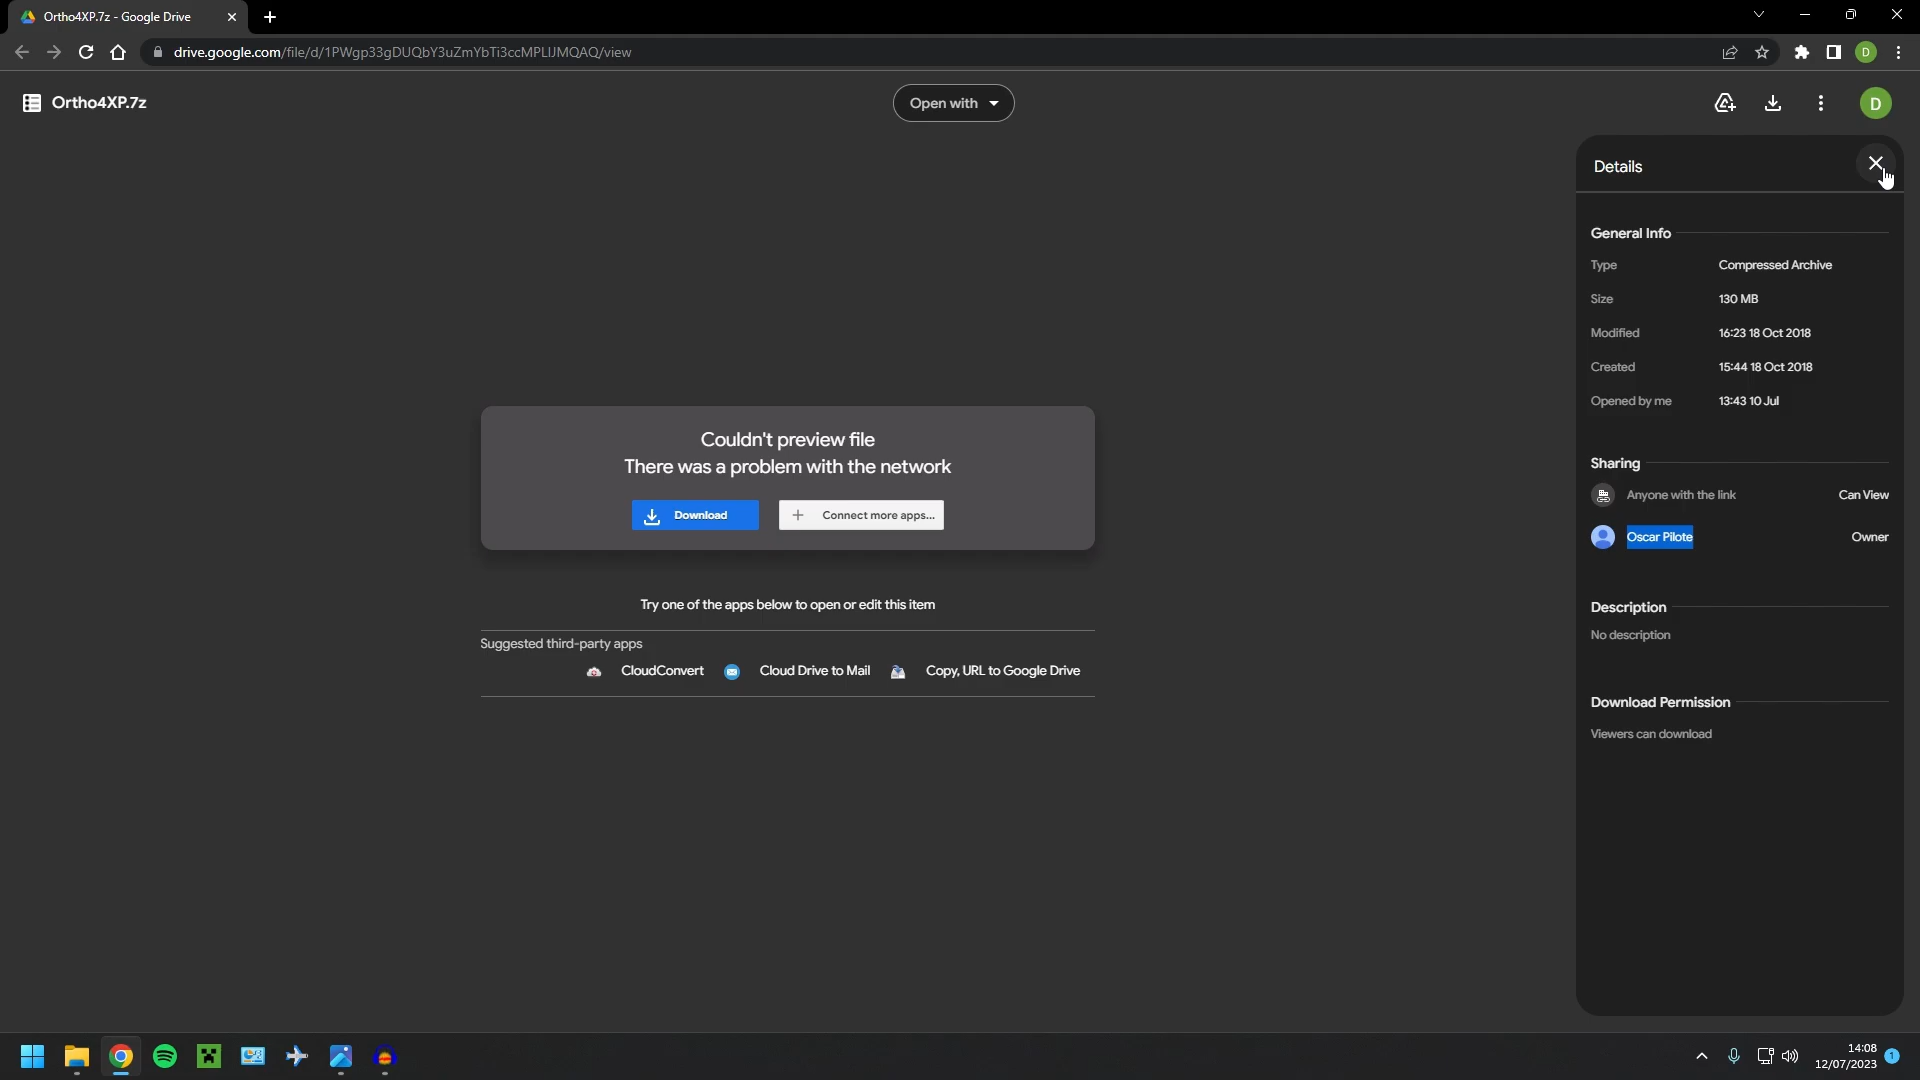 Ortho4XP.7z - Google Drive
drive.google.com/file/d/1PWgp33gDUQbY3uZmYbTi3ccMPLIJMQAQ/view
D
Ortho4XP.7z
Open with
D
Details
General Info
Type Compressed Archive
Size 130 MB
Modified 16:23 18 Oct 2018
Created 15:44 18 Oct 2018
Opened by me 13:43 10 Jul
Couldn't preview file
There was a problem with the network
Download
Connect more apps...
Sharing
Anyone with the link Can View
Oscar Pilote Owner
Try one of the apps below to open or edit this item
Suggested third-party apps
CloudConvert
Cloud Drive to Mail
Copy, URL to Google Drive
Description
No description
Download Permission
Viewers can download
14:08
12/07/2023
1